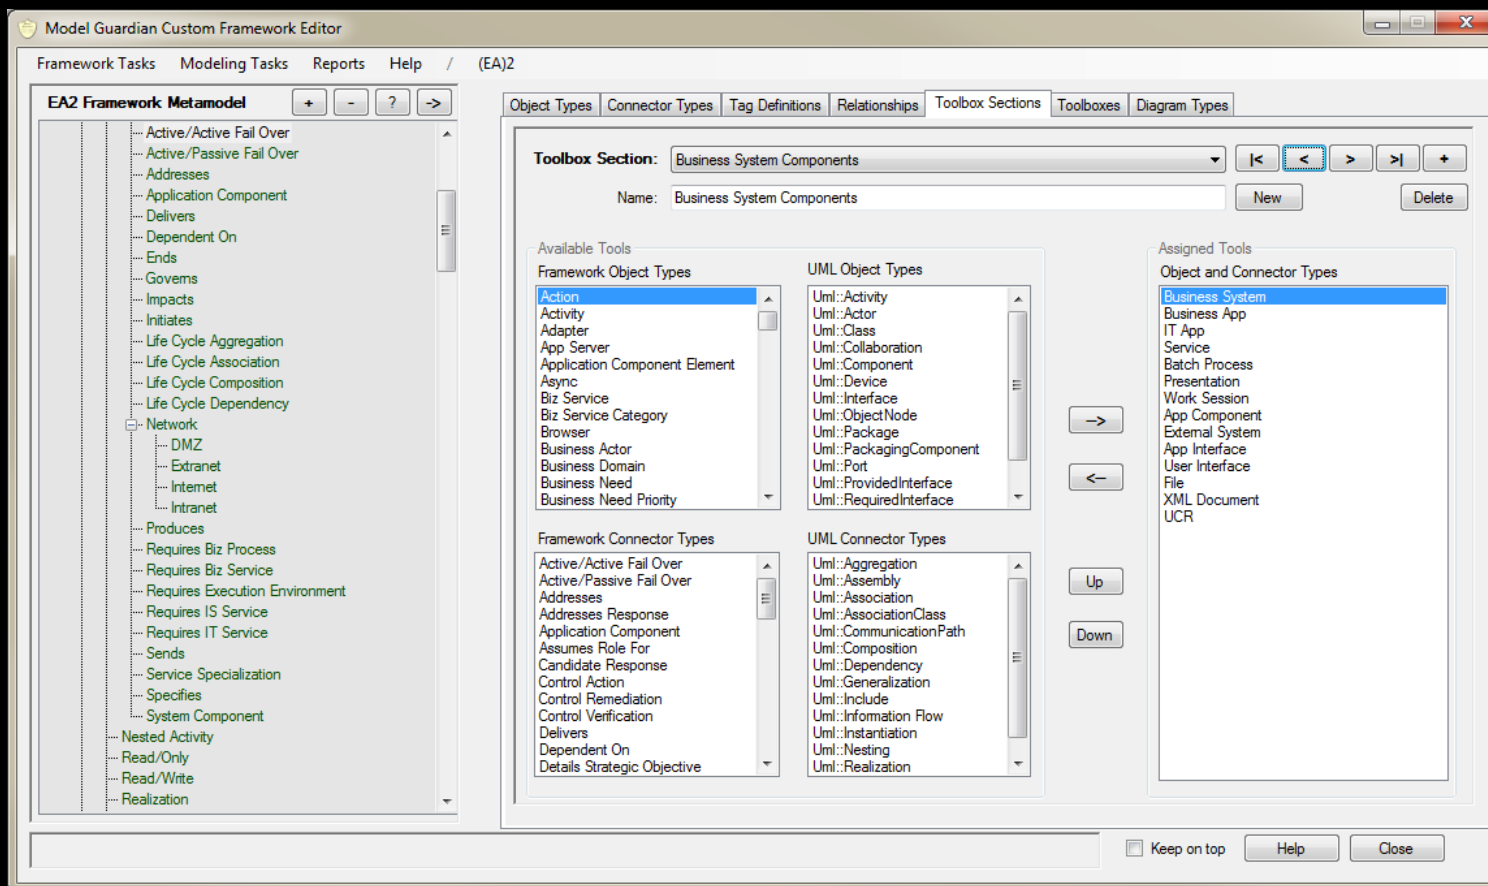 Model Guardian Custom Framework Editor
Framework Tasks Modeling Tasks Reports Help / (EA)2
EA2 Framework Metamodel + - ? ->
Active/Active Fail Over
Active/Passive Fail Over
Addresses
Application Component
Delivers
Dependent On
Ends
Governs
Impacts
Initiates
Life Cycle Aggregation
Life Cycle Association
Life Cycle Composition
Life Cycle Dependency
Network
DMZ
Extranet
Internet
Intranet
Produces
Requires Biz Process
Requires Biz Service
Requires Execution Environment
Requires IS Service
Requires IT Service
Sends
Service Specialization
Specifies
System Component
Nested Activity
Read/Only
Read/Write
Realization
Object Types Connector Types Tag Definitions Relationships Toolbox Sections Toolboxes Diagram Types
Toolbox Section: Business System Components |< < > >| +
Name: Business System Components New Delete
Available Tools
Framework Object Types
Action
Activity
Adapter
App Server
Application Component Element
Async
Biz Service
Biz Service Category
Browser
Business Actor
Business Domain
Business Need
Business Need Priority
UML Object Types
Uml::Activity
Uml::Actor
Uml::Class
Uml::Collaboration
Uml::Component
Uml::Device
Uml::Interface
Uml::ObjectNode
Uml::Package
Uml::PackagingComponent
Uml::Port
Uml::ProvidedInterface
Uml::RequiredInterface
Framework Connector Types
Active/Active Fail Over
Active/Passive Fail Over
Addresses
Addresses Response
Application Component
Assumes Role For
Candidate Response
Control Action
Control Remediation
Control Verification
Delivers
Dependent On
Details Strategic Objective
UML Connector Types
Uml::Aggregation
Uml::Assembly
Uml::Association
Uml::AssociationClass
Uml::CommunicationPath
Uml::Composition
Uml::Dependency
Uml::Generalization
Uml::Include
Uml::Information Flow
Uml::Instantiation
Uml::Nesting
Uml::Realization
-->
<--
Up
Down
Assigned Tools
Object and Connector Types
Business System
Business App
IT App
Service
Batch Process
Presentation
Work Session
App Component
External System
App Interface
User Interface
File
XML Document
UCR
Keep on top Help Close